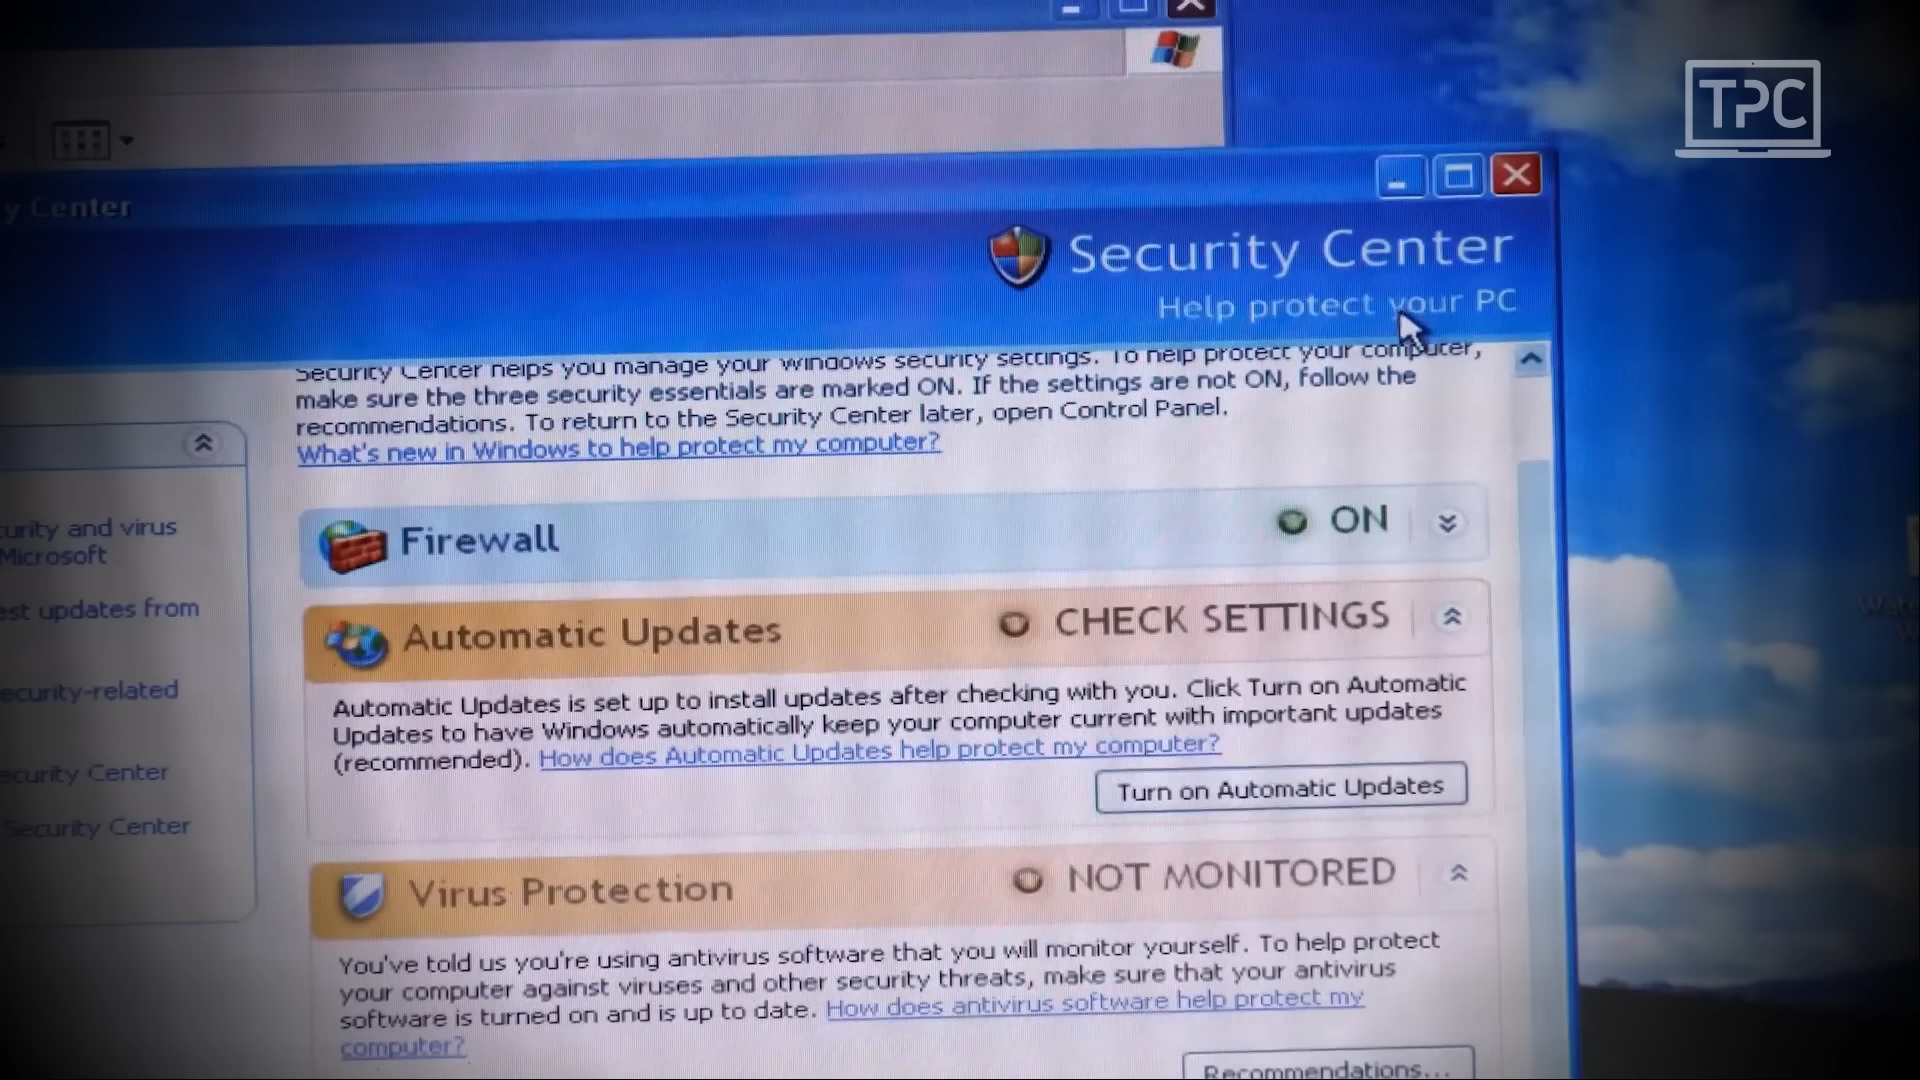 TPC
y Center
Security Center
Help protect your PC
Security Center helps you manage your Windows security settings. To help protect your computer,
make sure the three security essentials are marked ON. If the settings are not ON, follow the
recommendations. To return to the Security Center later, open Control Panel.
What's new in Windows to help protect my computer?
curity and virus
Microsoft
est updates from
ecurity-related
ecurity Center
Security Center
Firewall ON
Automatic Updates CHECK SETTINGS
Automatic Updates is set up to install updates after checking with you. Click Turn on Automatic
Updates to have Windows automatically keep your computer current with important updates
(recommended). How does Automatic Updates help protect my computer?
Turn on Automatic Updates
Virus Protection NOT MONITORED
You've told us you're using antivirus software that you will monitor yourself. To help protect
your computer against viruses and other security threats, make sure that your antivirus
software is turned on and is up to date. How does antivirus software help protect my
computer?
Recommendations...